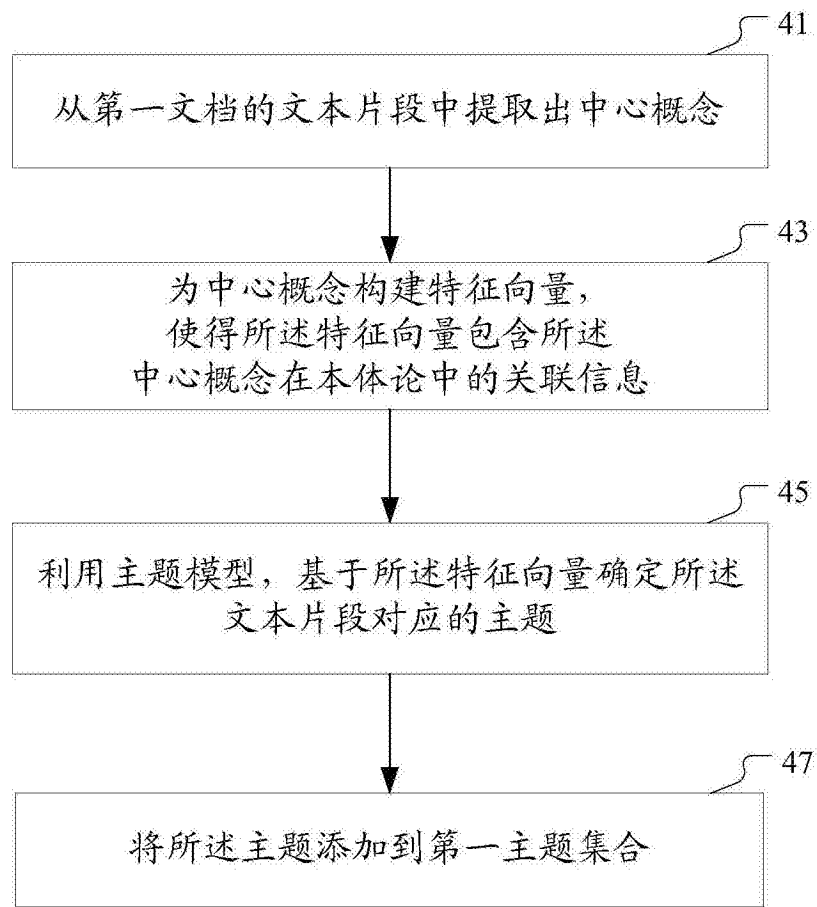 41
从第一文档的文本片段中提取出中心概念
43
为中心概念构建特征向量，
使得所述特征向量包含所述
中心概念在本体论中的关联信息
45
利用主题模型，基于所述特征向量确定所述
文本片段对应的主题
47
将所述主题添加到第一主题集合